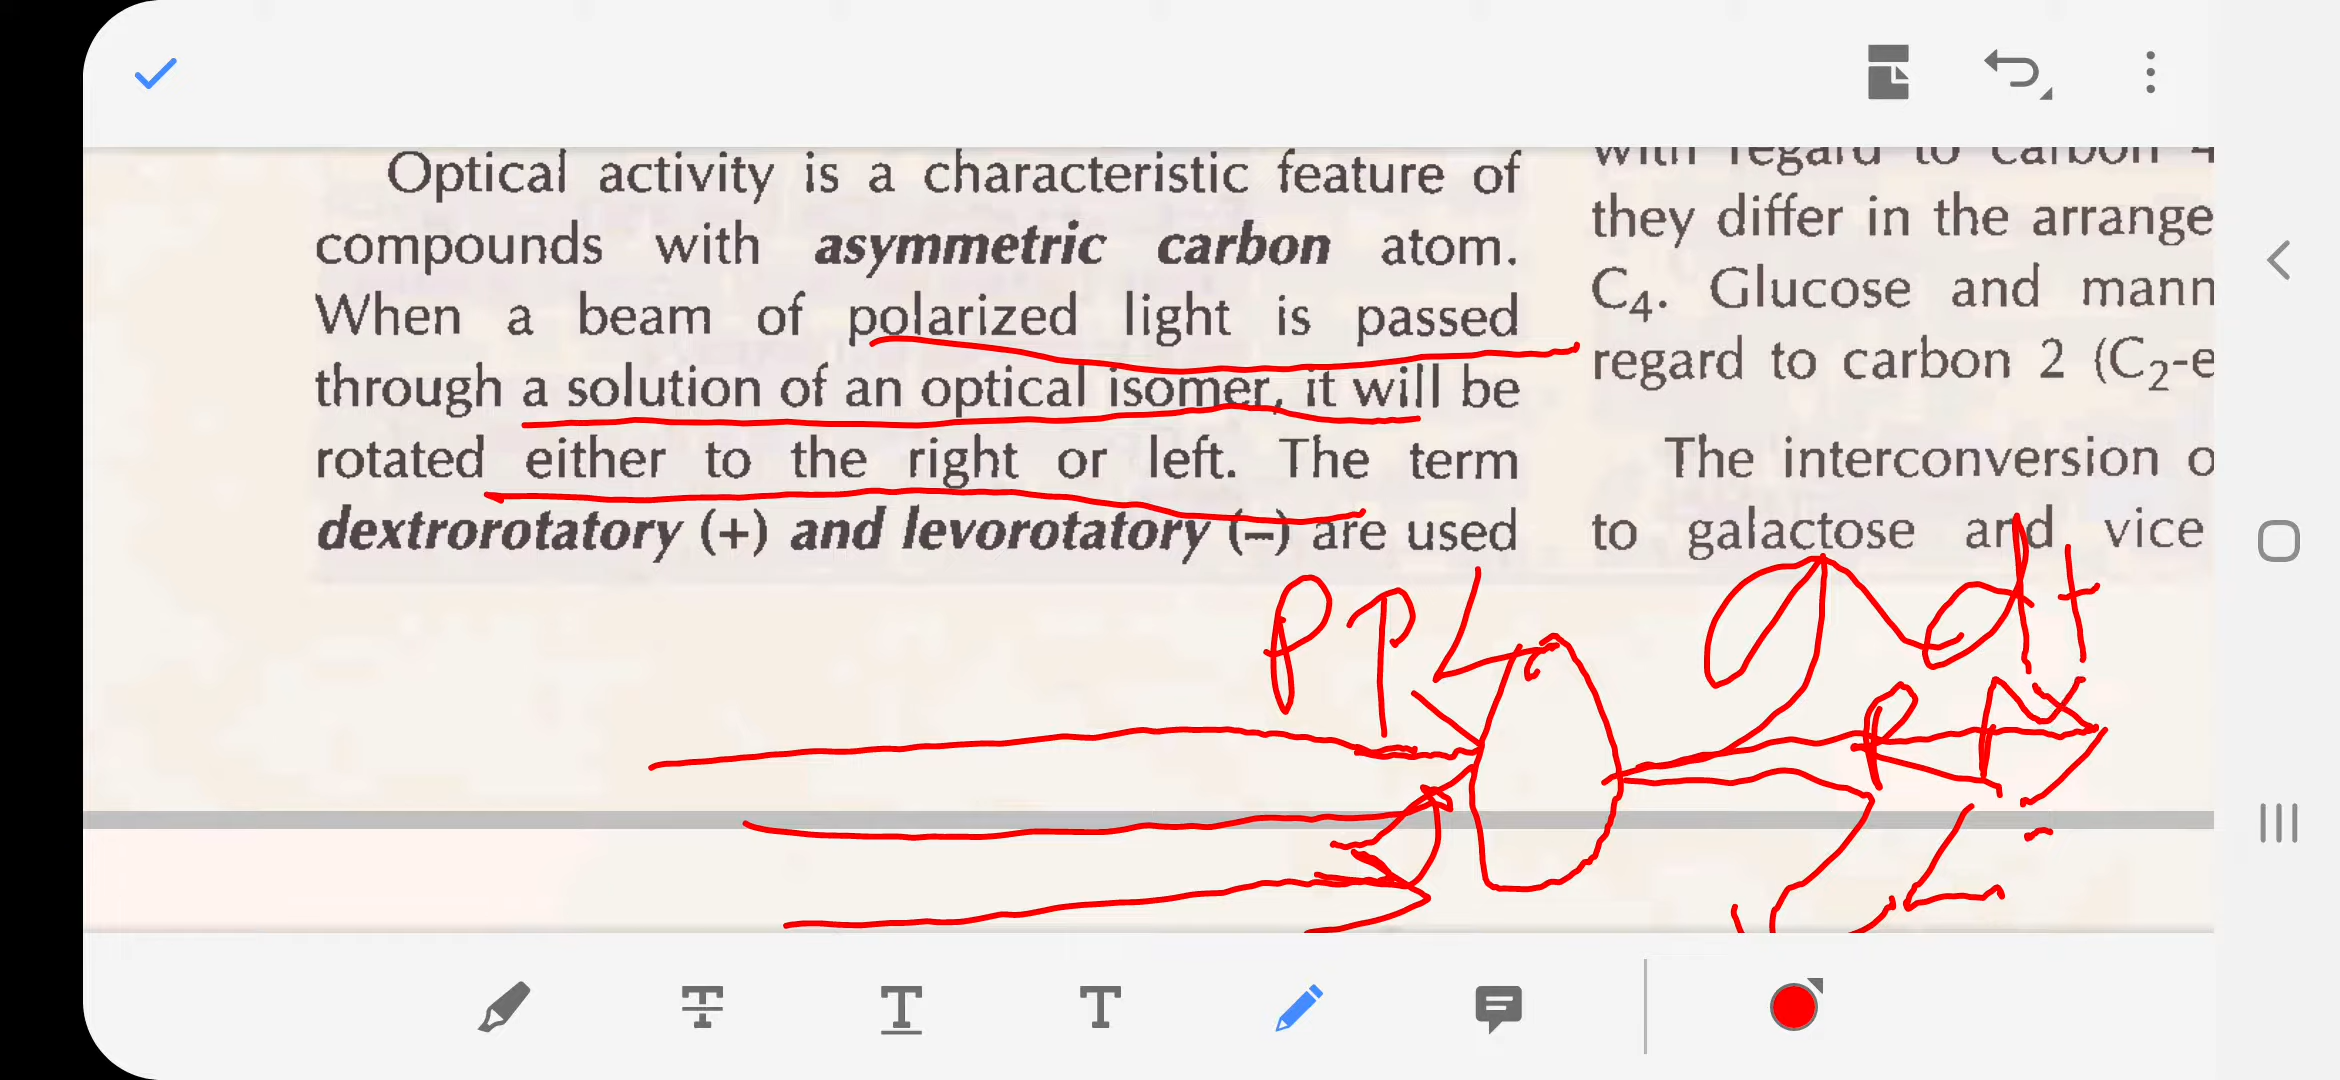 Optical activity is a characteristic feature of
compounds with asymmetric carbon atom.
When a beam of polarized light is passed
through a solution of an optical isomer, it will be
rotated either to the right or left. The term
dextrorotatory (+) and levorotatory (–) are used
they differ in the arrange
C₄. Glucose and mann
regard to carbon 2 (C₂-e
The interconversion o
to galactose and vice
PPL